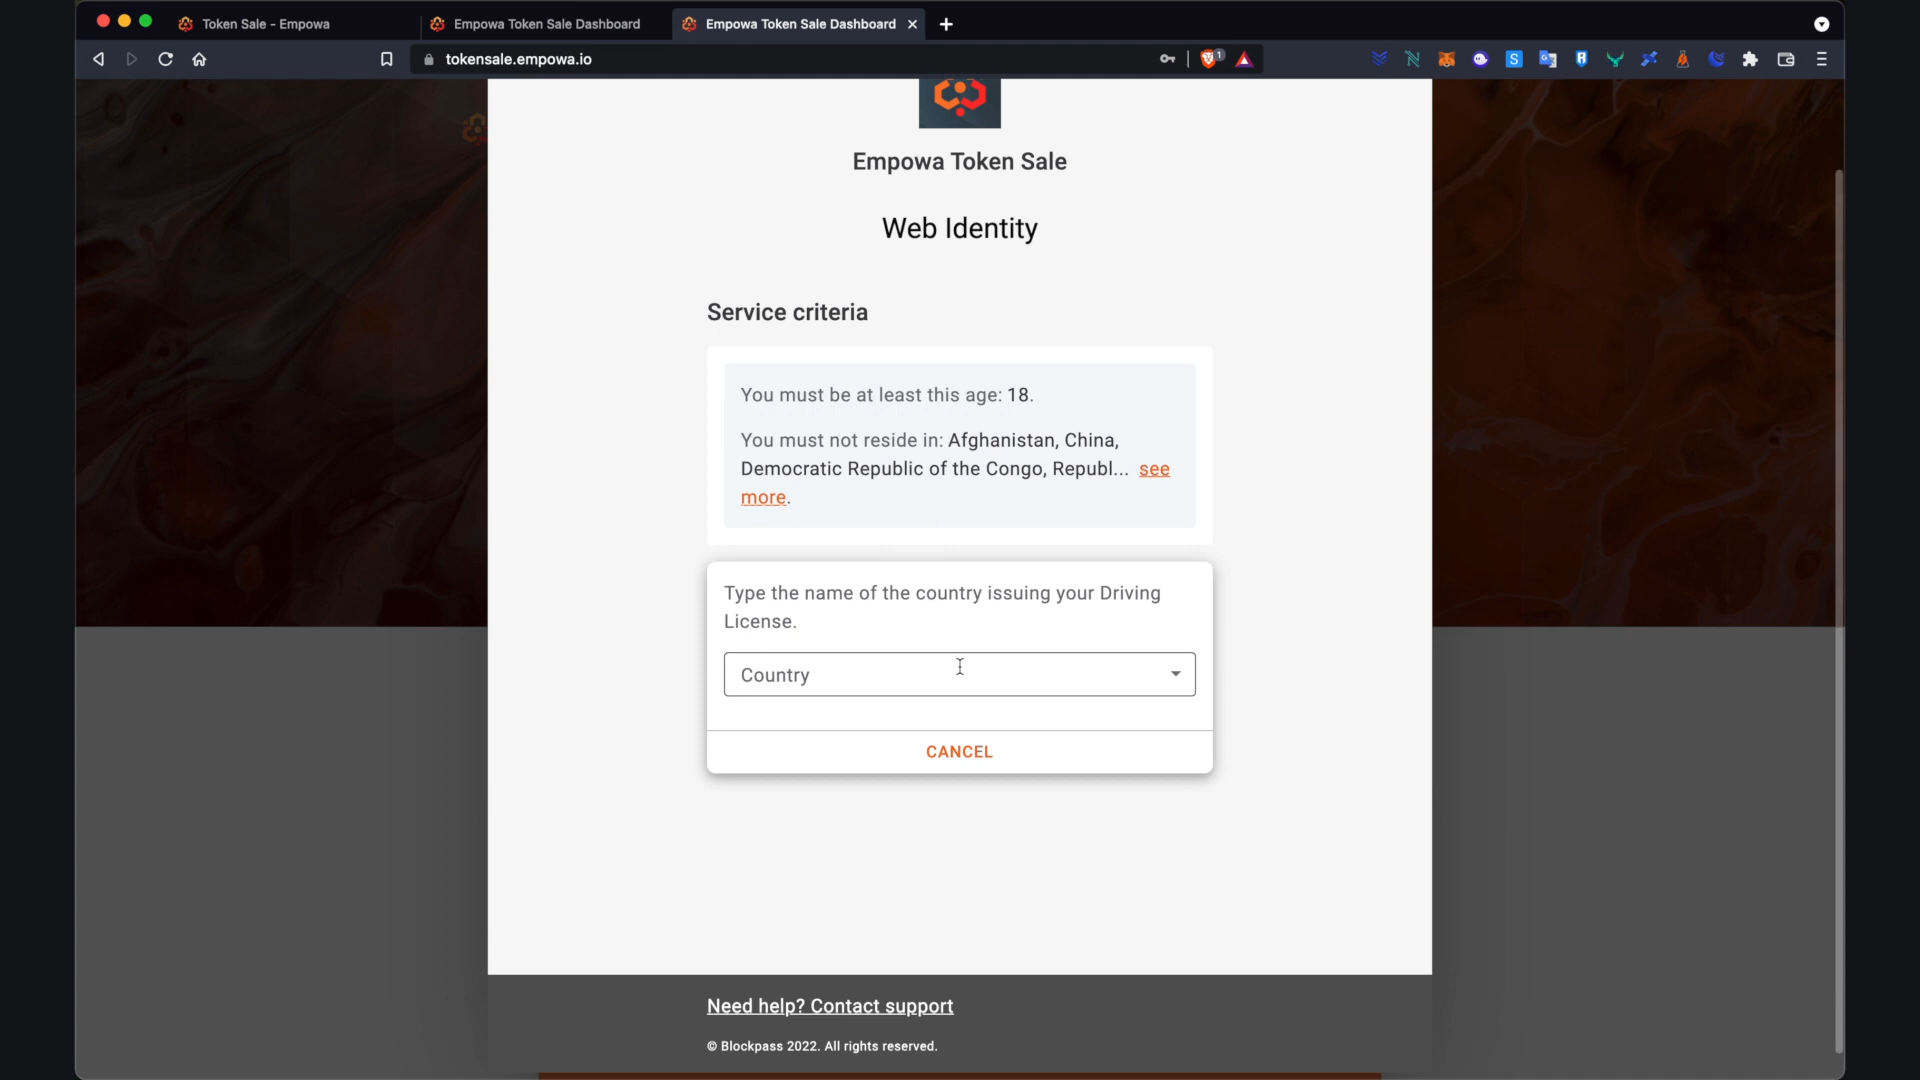 Token Sale - Empowa
Empowa Token Sale Dashboard
Empowa Token Sale Dashboard
tokensale.empowa.io
1
Empowa Token Sale
Web Identity
Service criteria
You must be at least this age: 18.
You must not reside in: Afghanistan, China,
Democratic Republic of the Congo, Republ... see
more.
Type the name of the country issuing your Driving
License.
Country
CANCEL
Need help? Contact support
© Blockpass 2022. All rights reserved.